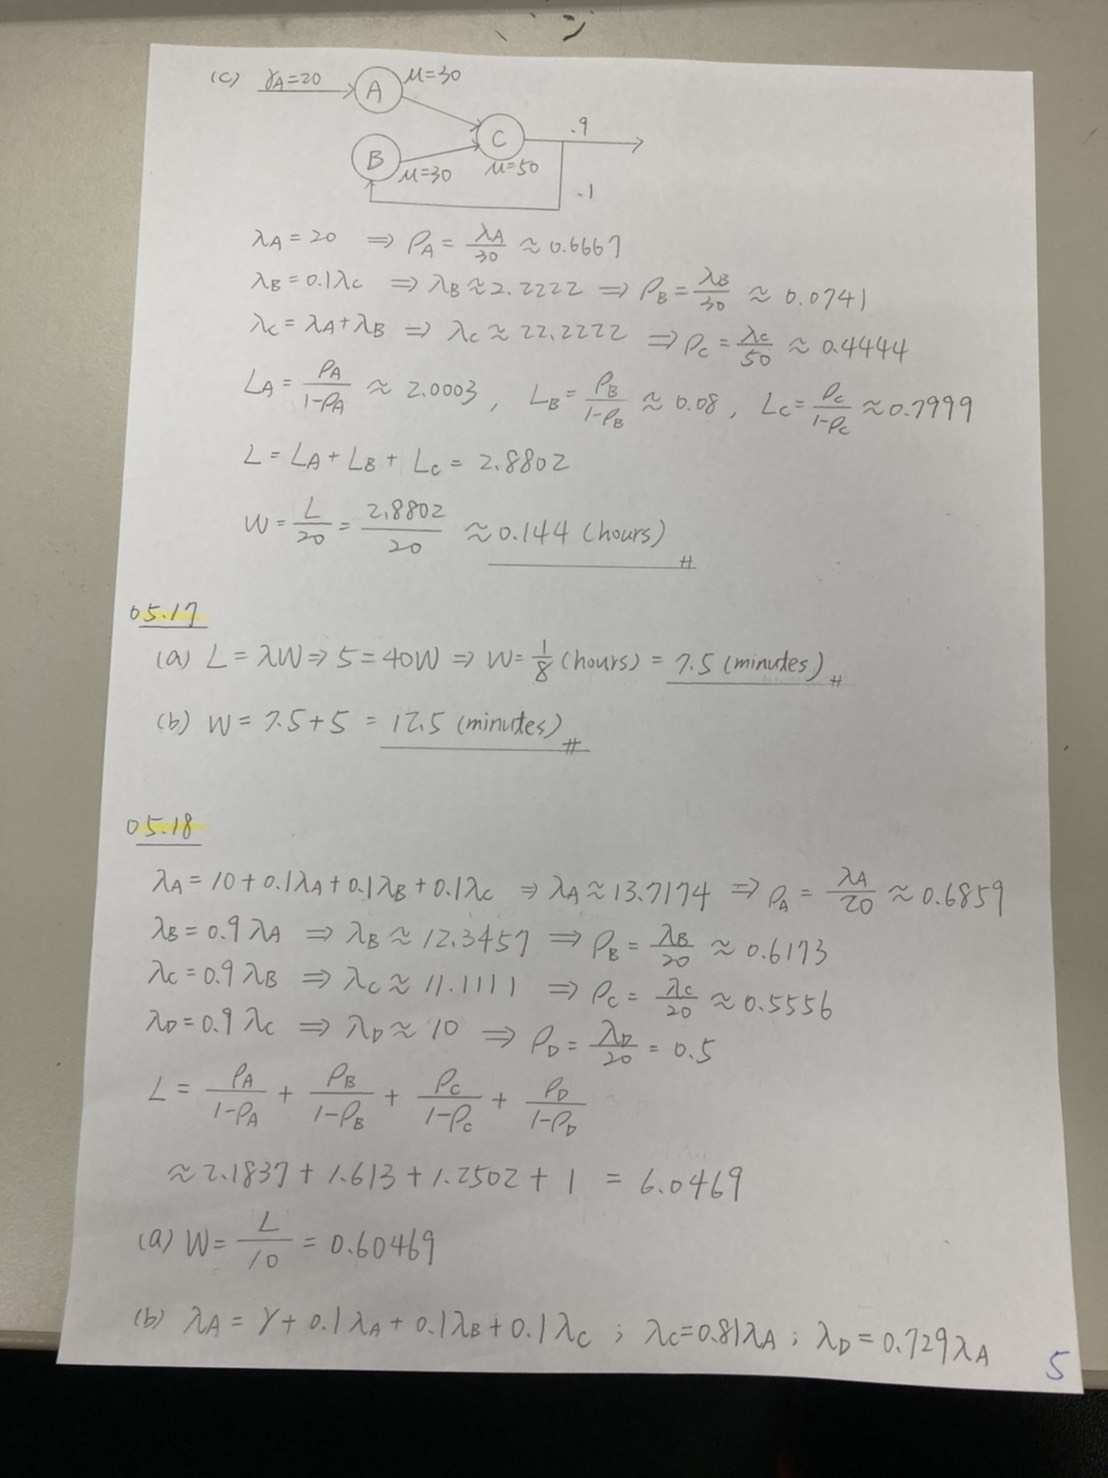 (c) γA=20 A μ=30
C .9
B μ=30 μ=50
.1
λA = 20 ⇒ ρA = λA/30 ≈ 0.6667
λB = 0.1λC ⇒ λB ≈ 2.2222 ⇒ ρB = λB/30 ≈ 0.0741
λC = λA+λB ⇒ λC ≈ 22.2222 ⇒ ρC = λC/50 ≈ 0.4444
LA = ρA/(1-ρA) ≈ 2.0003, LB = ρB/(1-ρB) ≈ 0.08, LC = ρC/(1-ρC) ≈ 0.7999
L = LA + LB + LC = 2.8802
W = L/20 = 2.8802/20 ≈ 0.144 (hours) #
05.17
(a) L = λW ⇒ 5 = 40W ⇒ W = 1/8 (hours) = 7.5 (minutes) #
(b) W = 7.5+5 = 12.5 (minutes) #
05.18
λA = 10 + 0.1λA + 0.1λB + 0.1λC ⇒ λA ≈ 13.7174 ⇒ ρA = λA/20 ≈ 0.6859
λB = 0.9 λA ⇒ λB ≈ 12.3457 ⇒ ρB = λB/20 ≈ 0.6173
λC = 0.9 λB ⇒ λC ≈ 11.1111 ⇒ ρC = λC/20 ≈ 0.5556
λD = 0.9 λC ⇒ λD ≈ 10 ⇒ ρD = λD/20 = 0.5
L = ρA/(1-ρA) + ρB/(1-ρB) + ρC/(1-ρC) + ρD/(1-ρD)
≈ 2.1837 + 1.613 + 1.2502 + 1 = 6.0469
(a) W = L/10 = 0.60469
(b) λA = γ + 0.1λA + 0.1λB + 0.1λC ; λC = 0.81λA ; λD = 0.729λA
5